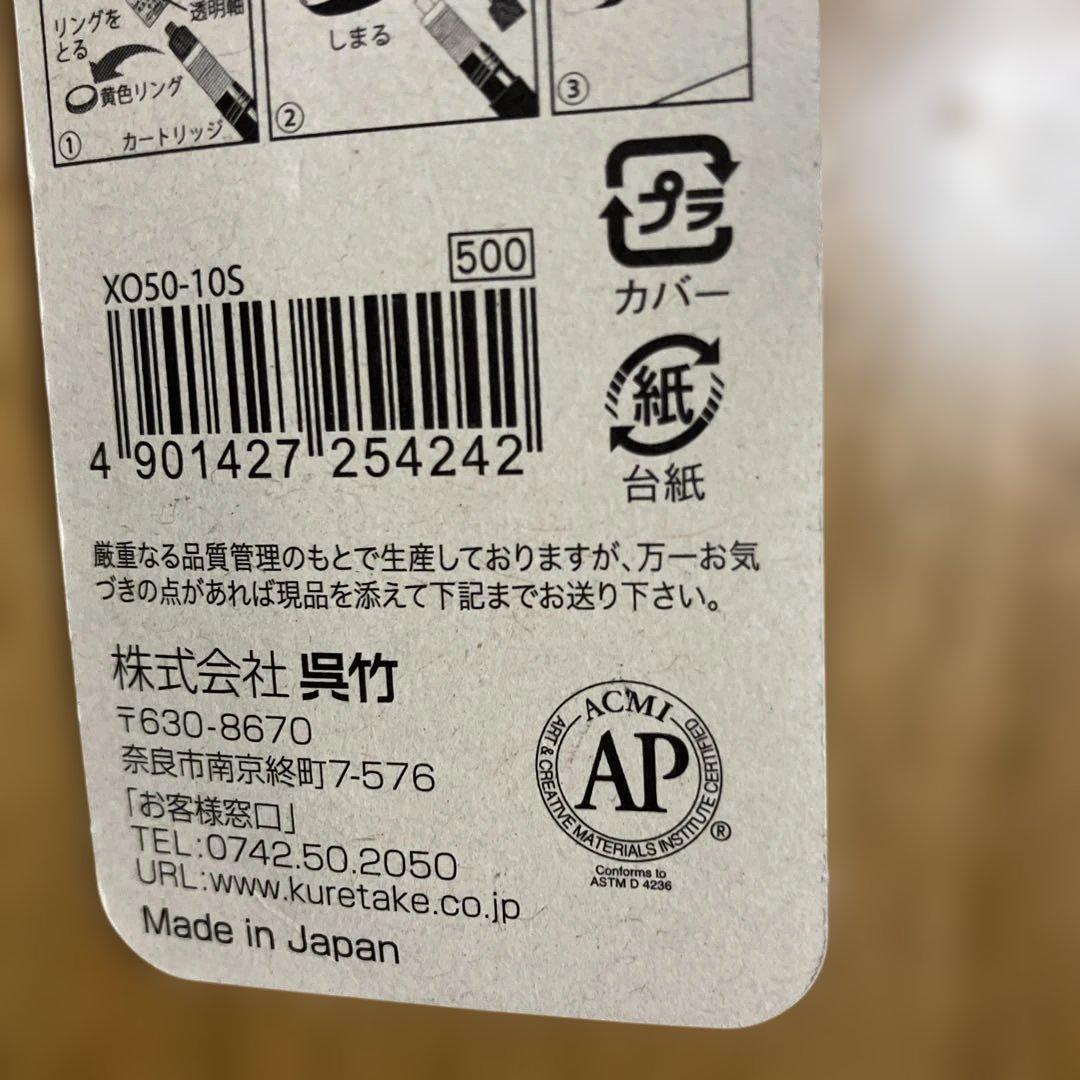 リングを
とる
透明軸
黄色リング
カートリッジ
①
しまる
②
③
プラ
カバー
紙
台紙
XO50-10S
500
4 901427 254242
厳重なる品質管理のもとで生産しておりますが、万一お気
づきの点があれば現品を添えて下記までお送り下さい。
株式会社 呉竹
〒630-8670
奈良市南京終町7-576
「お客様窓口」
TEL:0742.50.2050
URL:www.kuretake.co.jp
Made in Japan
ACMI
AP
ART & CREATIVE MATERIALS INSTITUTE CERTIFIED
®
Conforms to
ASTM D 4236